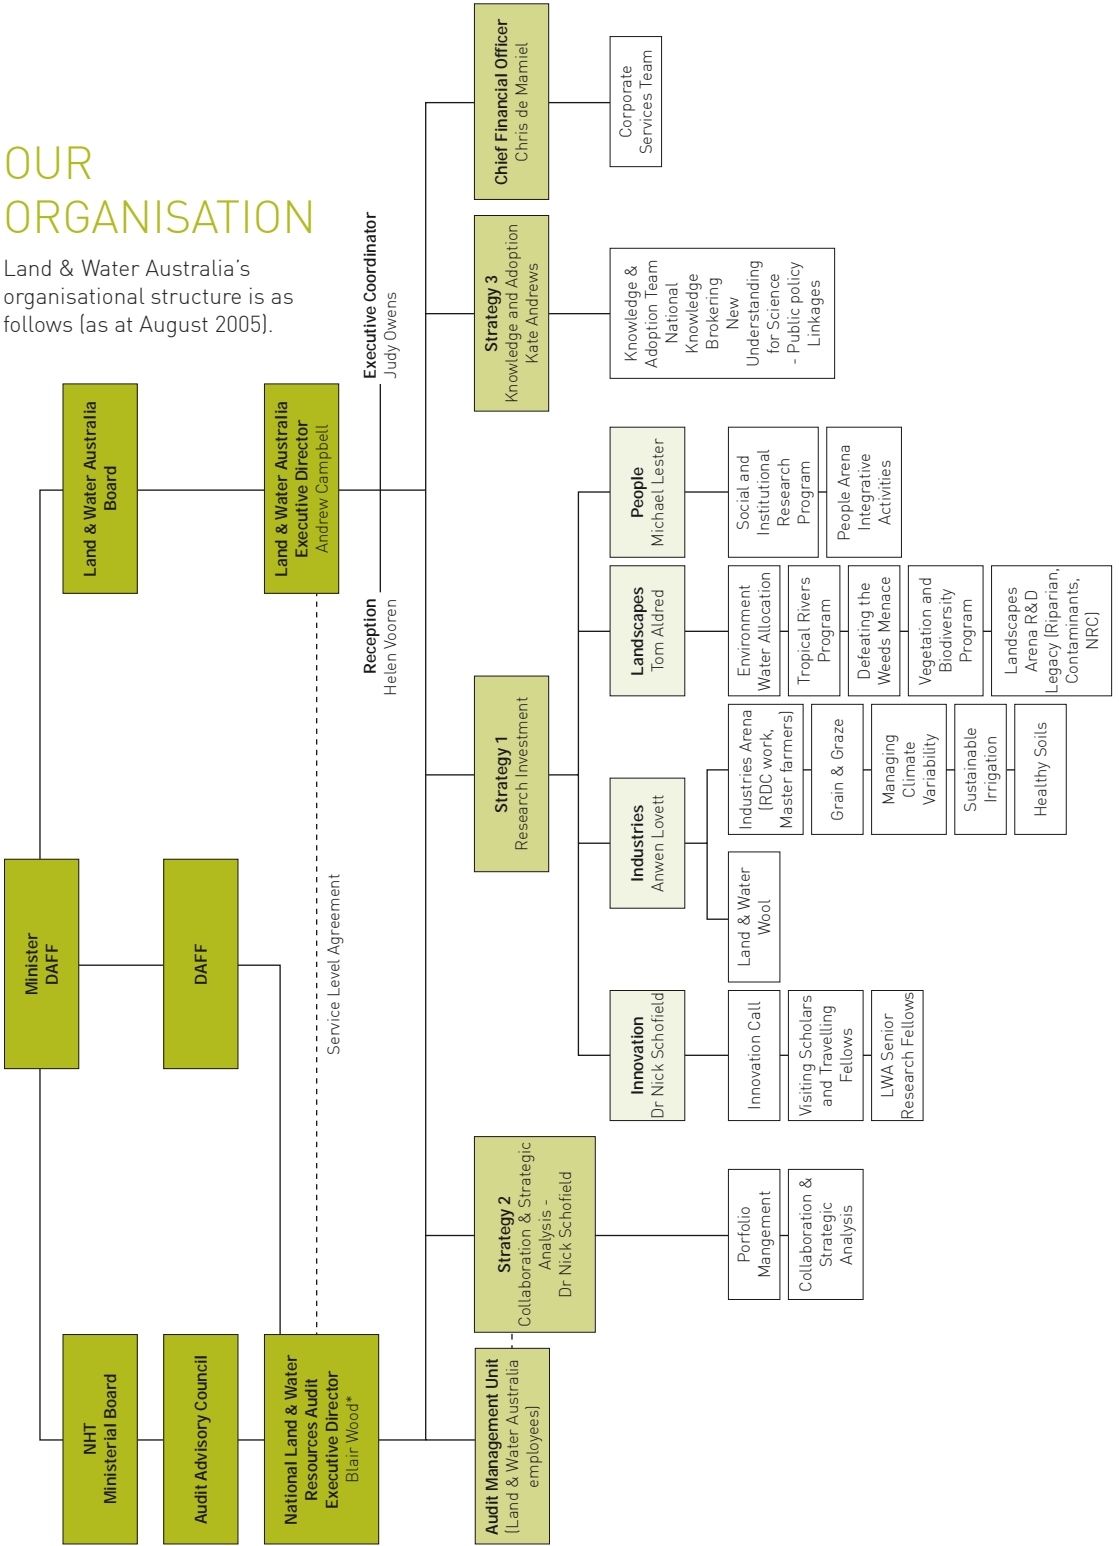 OUR
ORGANISATION
Land & Water Australia's
organisational structure is as
follows (as at August 2005).
Minister
DAFF
NHT
Ministerial Board
Land & Water Australia
Board
Audit Advisory Council
DAFF
National Land & Water
Resources Audit
Executive Director
Blair Wood*
Land & Water Australia
Executive Director
Andrew Campbell
Service Level Agreement
Reception
Helen Vooren
Executive Coordinator
Judy Owens
Audit Management Unit
(Land & Water Australia
employees)
Strategy 2
Collaboration & Strategic
Analysis -
Dr Nick Schofield
Strategy 1
Research Investment
Strategy 3
Knowledge and Adoption
Kate Andrews
Chief Financial Officer
Chris de Mamiel
Innovation
Dr Nick Schofield
Industries
Anwen Lovett
Landscapes
Tom Aldred
People
Michael Lester
Knowledge &
Adoption Team
National
Knowledge
Brokering
New
Understanding
for Science
- Public policy
Linkages
Corporate
Services Team
Porfolio
Mangement
Collaboration &
Strategic
Analysis
Innovation Call
Visiting Scholars
and Travelling
Fellows
LWA Senior
Research Fellows
Land & Water
Wool
Industries Arena
(RDC work,
Master farmers)
Grain & Graze
Managing
Climate
Variability
Sustainable
Irrigation
Healthy Soils
Environment
Water Allocation
Tropical Rivers
Program
Defeating the
Weeds Menace
Vegetation and
Biodiversity
Program
Landscapes
Arena R&D
Legacy (Riparian,
Contaminants,
NRC)
Social and
Institutional
Research
Program
People Arena
Integrative
Activities